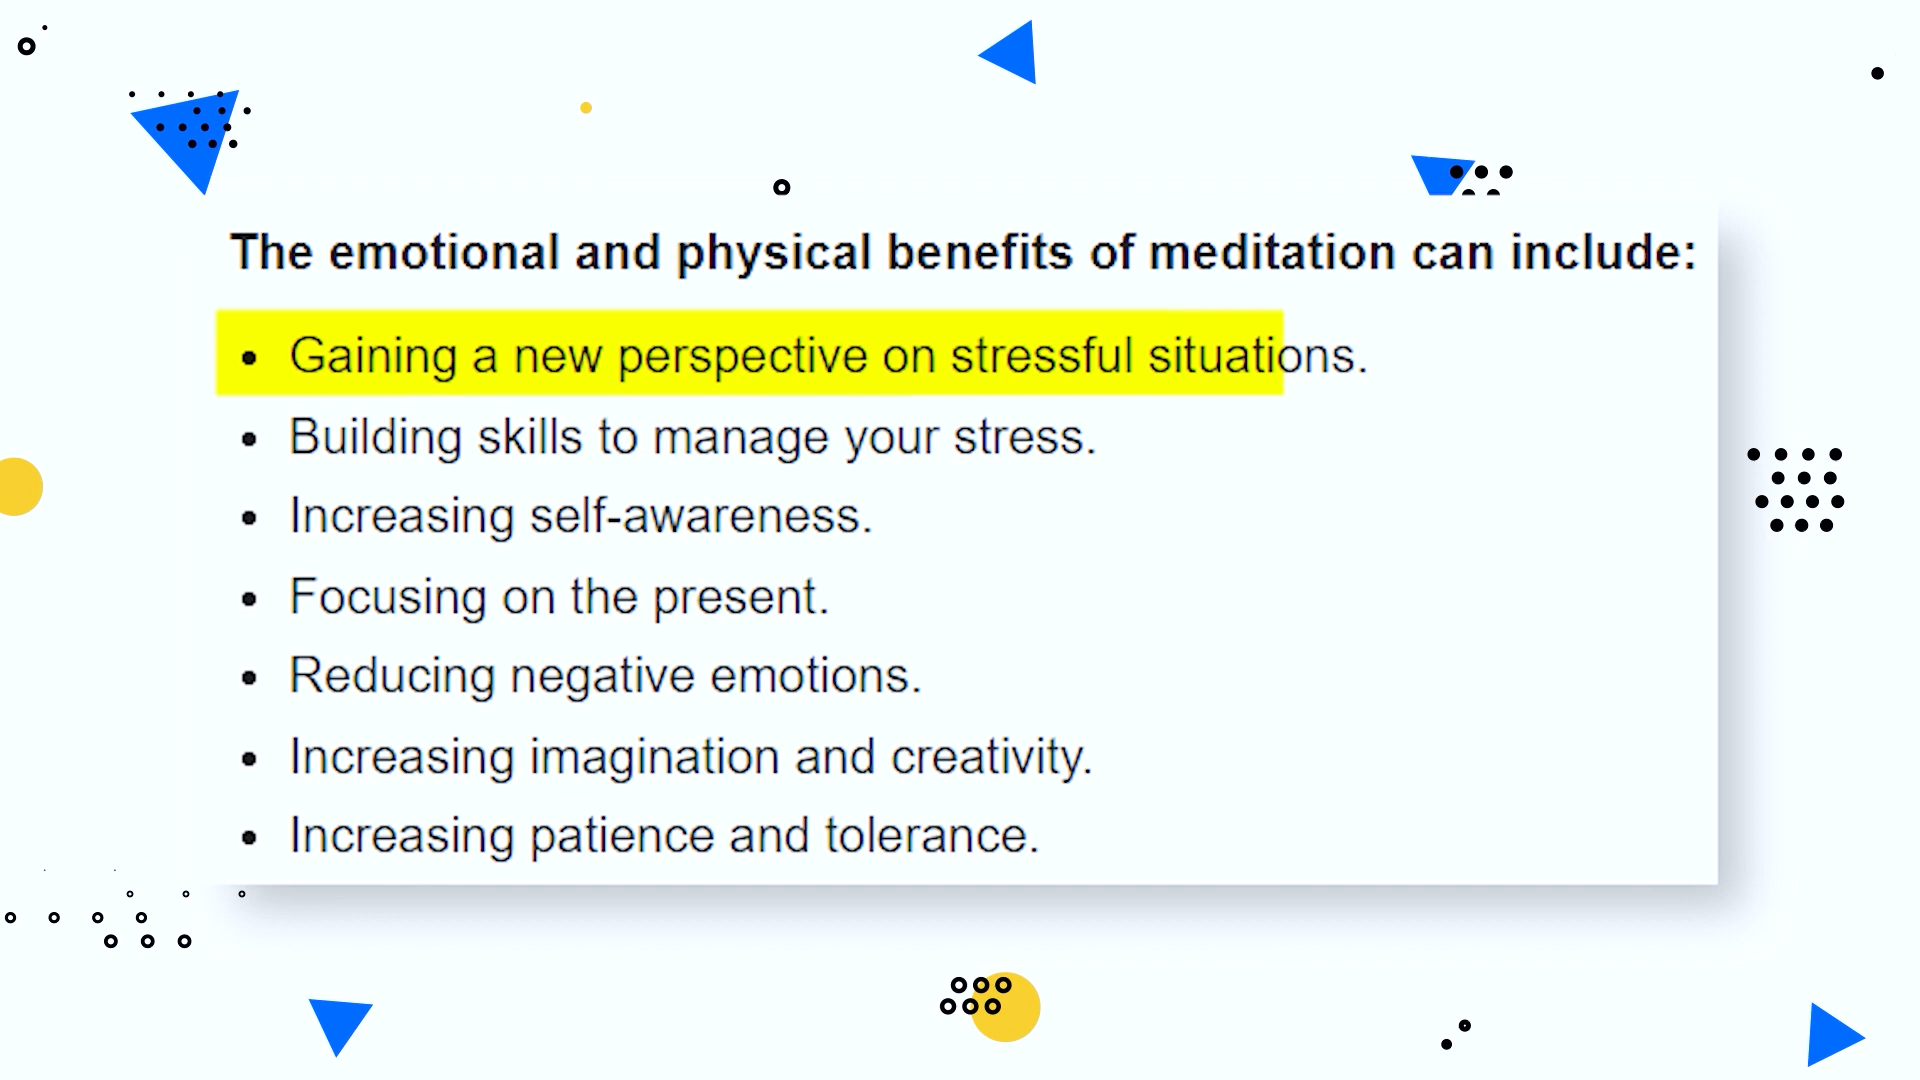 The emotional and physical benefits of meditation can include:
• Gaining a new perspective on stressful situations.
• Building skills to manage your stress.
• Increasing self-awareness.
• Focusing on the present.
• Reducing negative emotions.
• Increasing imagination and creativity.
• Increasing patience and tolerance.